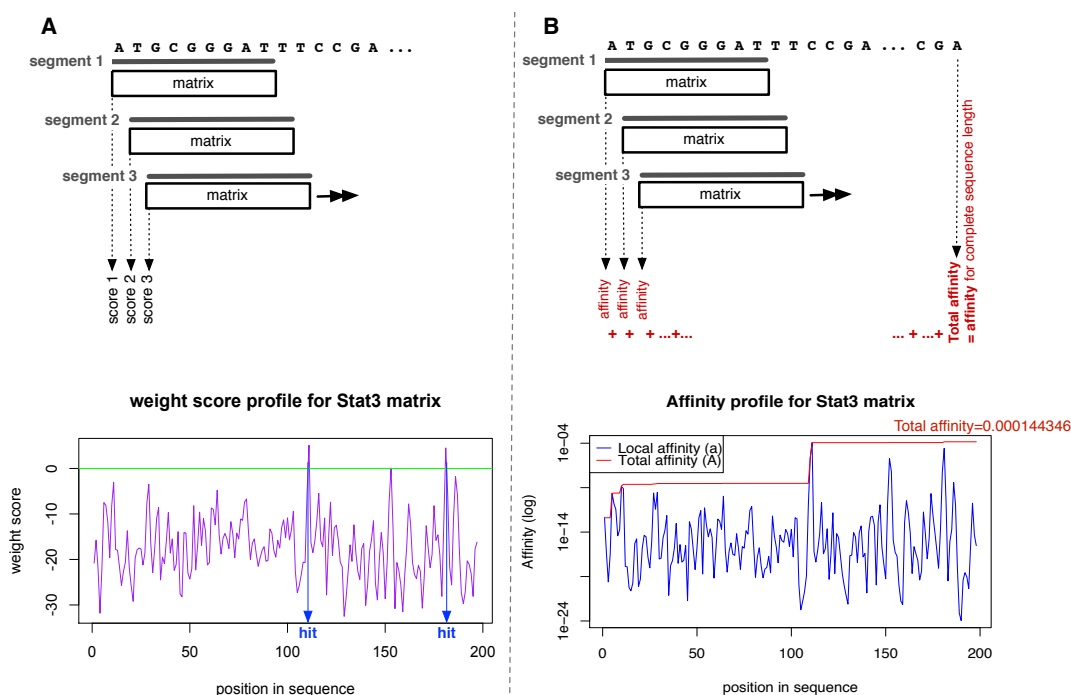 A
A T G C G G G A T T T C C G A ...
segment 1
matrix
segment 2
matrix
segment 3
matrix
score 1
score 2
score 3
weight score profile for Stat3 matrix
weight score
0
-10
-20
-30
hit
hit
0
50
100
150
200
position in sequence
B
A T G C G G G A T T T C C G A ... C G A
segment 1
matrix
segment 2
matrix
segment 3
matrix
affinity
affinity
affinity
+ + + ...+...
... + ...+
Total affinity
= affinity for complete sequence length
Affinity profile for Stat3 matrix
Total affinity=0.000144346
Local affinity (a)
Total affinity (A)
Affinity (log)
1e-04
1e-14
1e-24
0
50
100
150
200
position in sequence